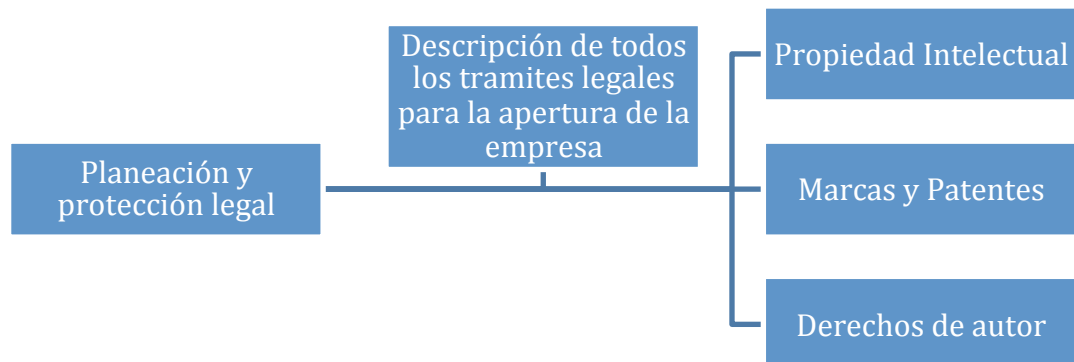 Planeación y
protección legal
Descripción de todos
los tramites legales
para la apertura de la
empresa
Propiedad Intelectual
Marcas y Patentes
Derechos de autor